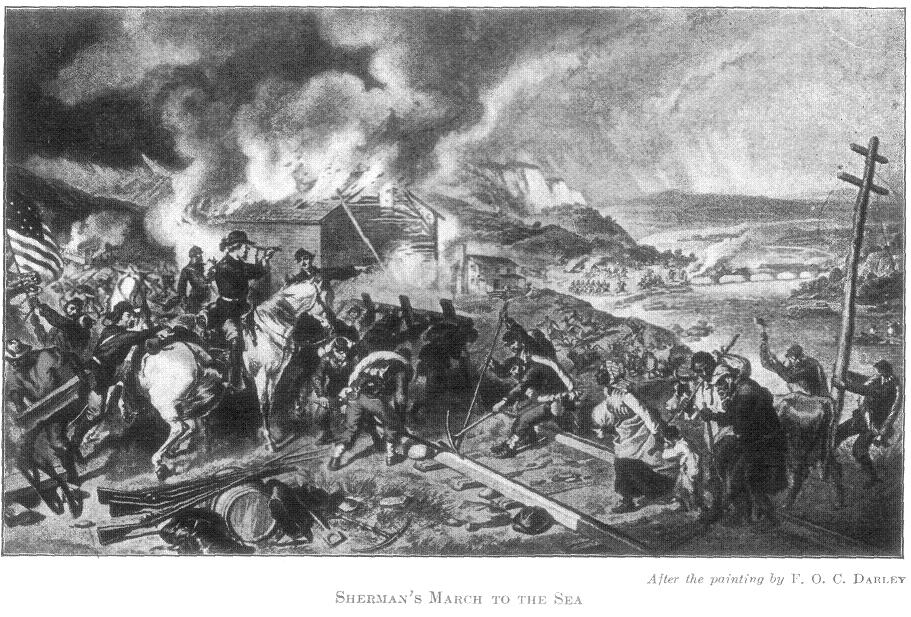 After the painting by F. O. C. Darley
Sherman's March to the Sea